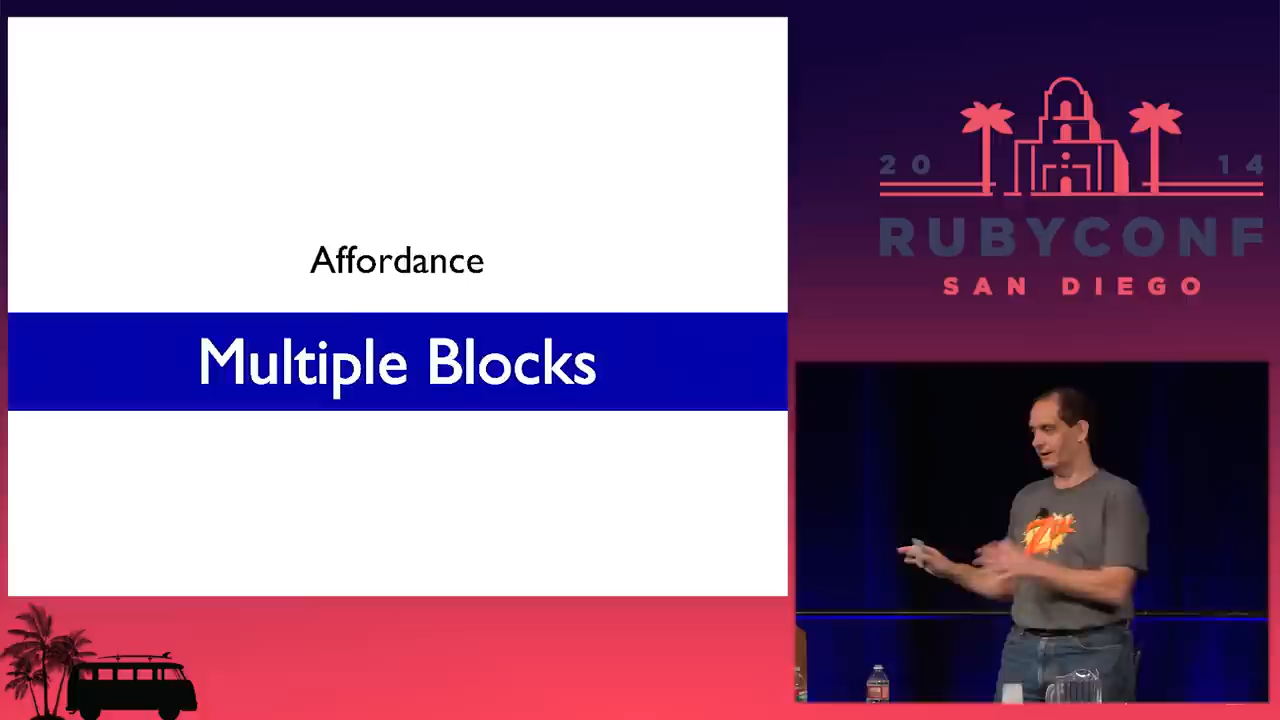 Affordance
Multiple Blocks
20 14
RUBYCONF
SAN DIEGO